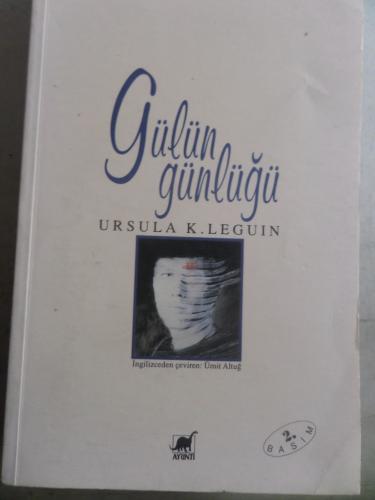 Gülün
günlüğü
URSULA K. LEGUIN
İngilizceden çeviren: Ümit Altuğ
2.
BASIM
AYRINTI